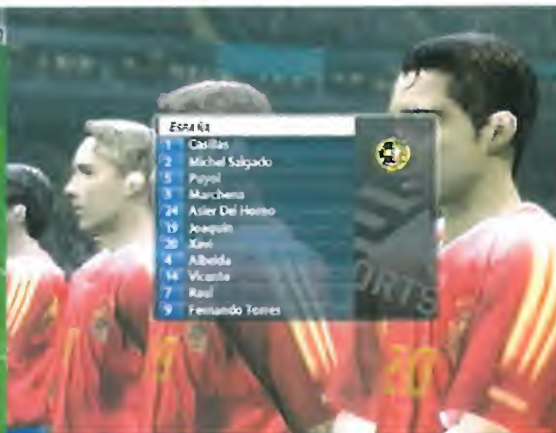 ESPAÑA
1 Casillas
2 Michel Salgado
5 Puyol
3 Marchena
24 Asier Del Horno
19 Joaquín
20 Xavi
4 Albelda
14 Vicente
7 Raúl
9 Fernando Torres
20